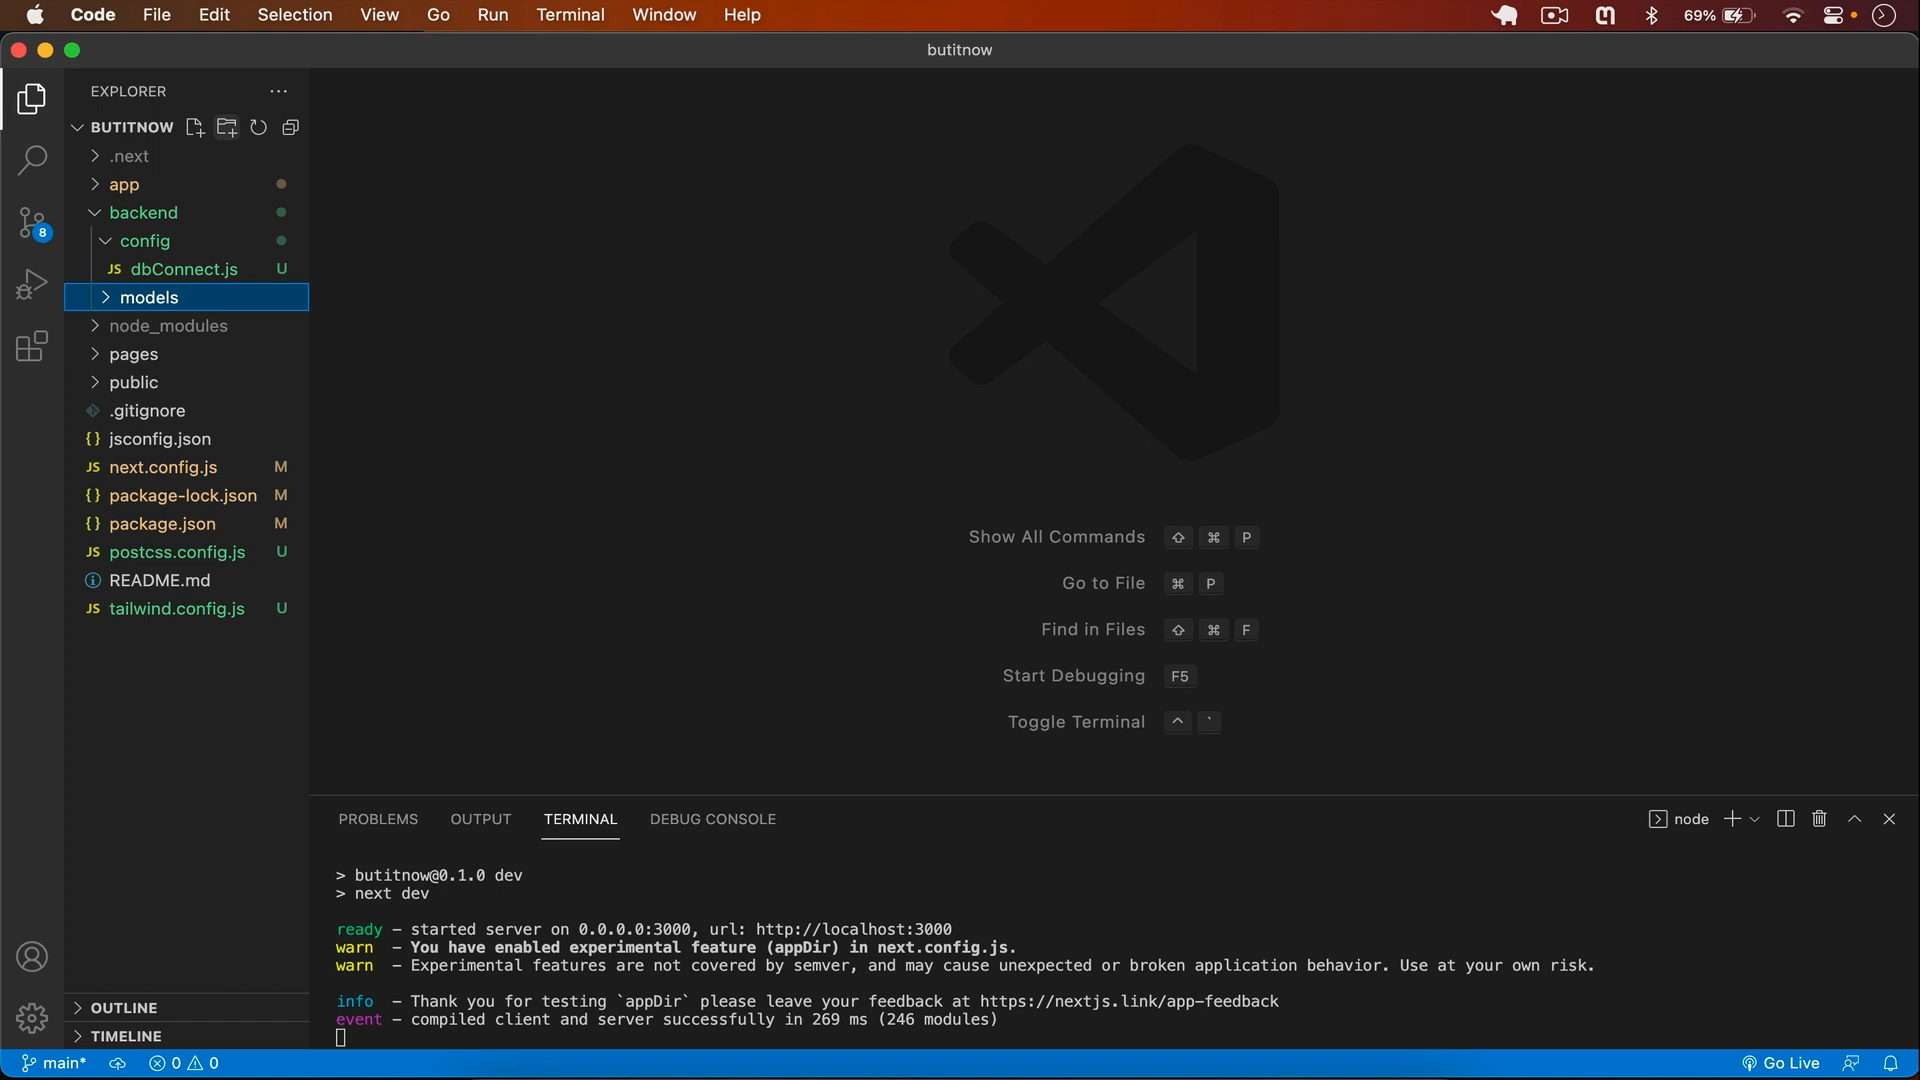 Code File Edit Selection View Go Run Terminal Window Help 69%
butitnow
EXPLORER
BUTITNOW
.next
app
backend
config
JS dbConnect.js U
models
node_modules
pages
public
.gitignore
{} jsconfig.json
JS next.config.js M
{} package-lock.json M
{} package.json M
JS postcss.config.js U
README.md
JS tailwind.config.js U
OUTLINE
TIMELINE
8
Show All Commands ⇧ ⌘ P
Go to File ⌘ P
Find in Files ⇧ ⌘ F
Start Debugging F5
Toggle Terminal ^ `
PROBLEMS OUTPUT TERMINAL DEBUG CONSOLE node
> butitnow@0.1.0 dev
> next dev
ready - started server on 0.0.0.0:3000, url: http://localhost:3000
warn - You have enabled experimental feature (appDir) in next.config.js.
warn - Experimental features are not covered by semver, and may cause unexpected or broken application behavior. Use at your own risk.
info - Thank you for testing `appDir` please leave your feedback at https://nextjs.link/app-feedback
event - compiled client and server successfully in 269 ms (246 modules)
main* 0 0 Go Live